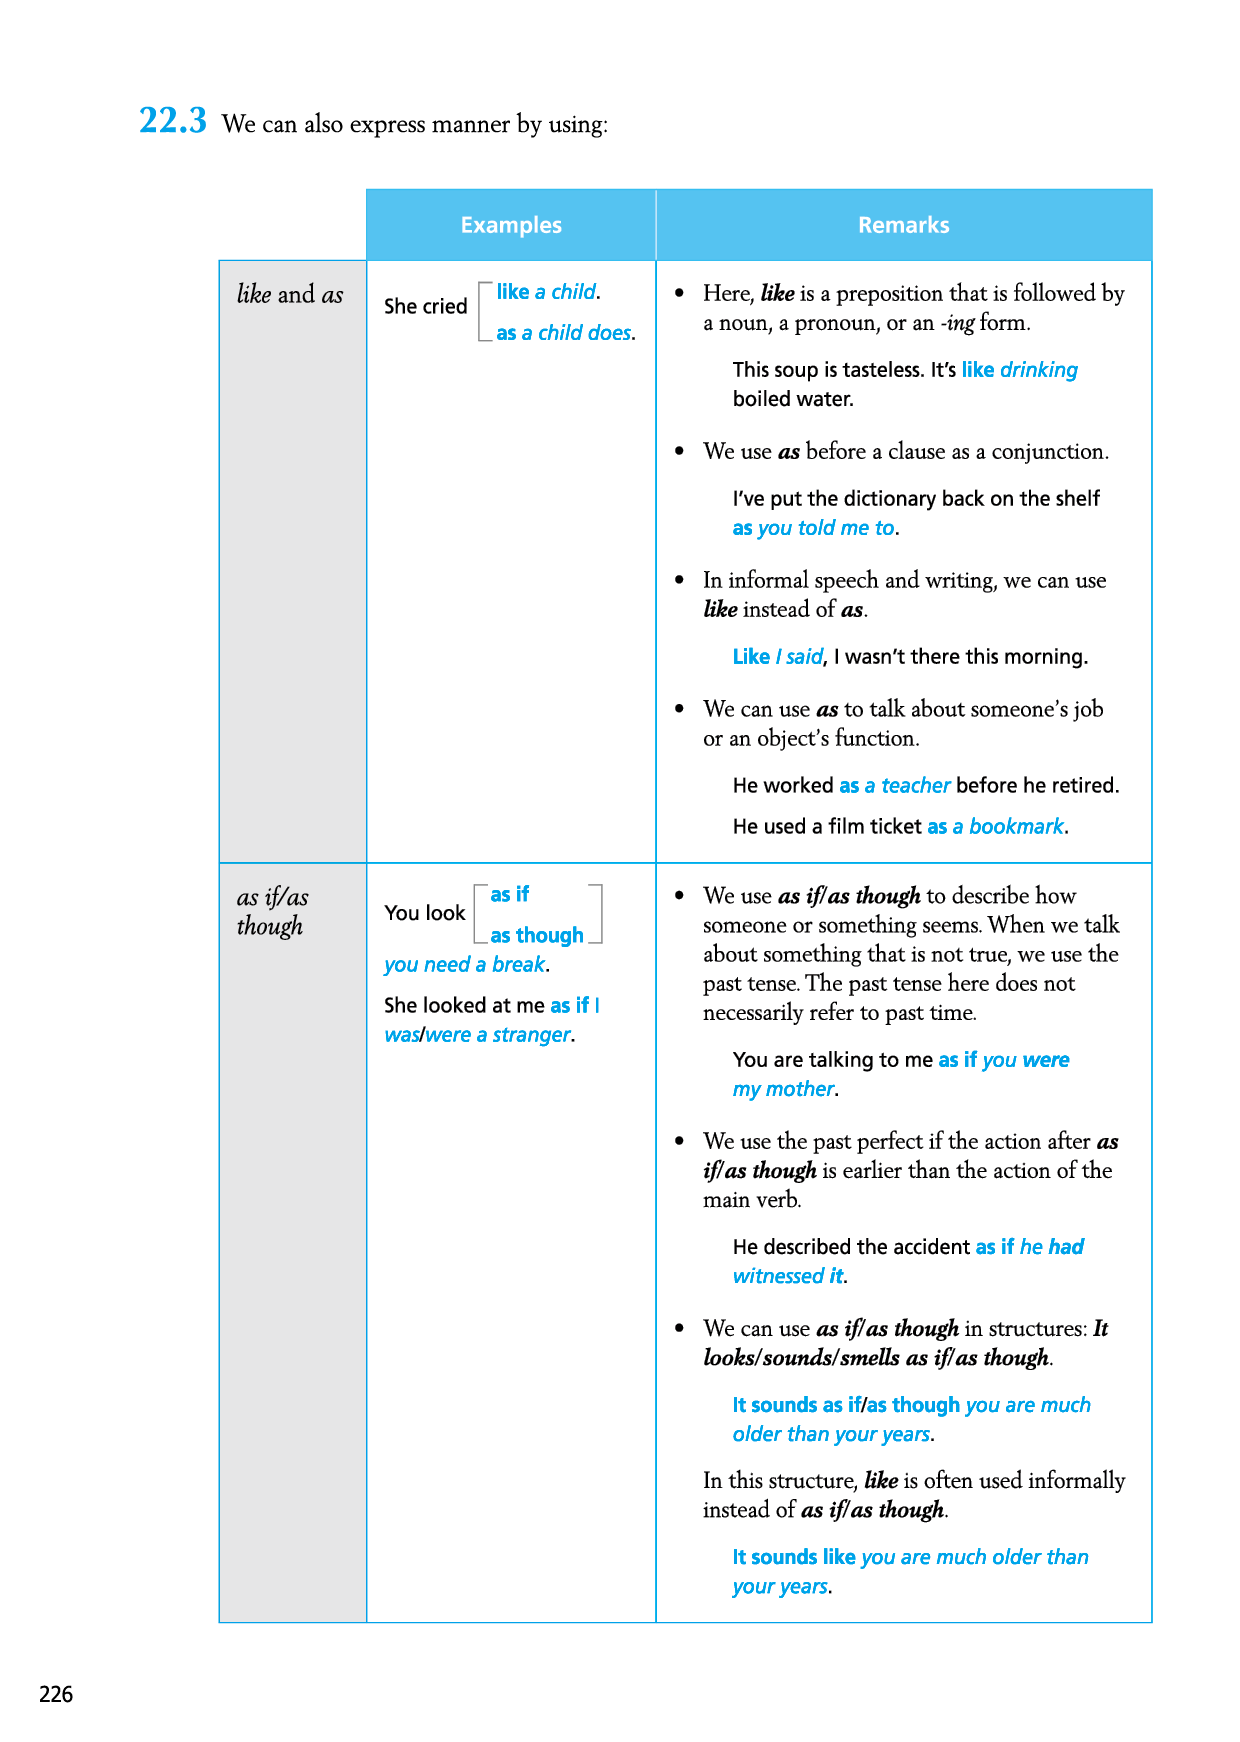 22.3 We can also express manner by using:
Examples
Remarks
like and as
She cried
like a child.
as a child does.
• Here, like is a preposition that is followed by
a noun, a pronoun, or an -ing form.
This soup is tasteless. It's like drinking
boiled water.
• We use as before a clause as a conjunction.
I've put the dictionary back on the shelf
as you told me to.
• In informal speech and writing, we can use
like instead of as.
Like I said, I wasn't there this morning.
• We can use as to talk about someone's job
or an object's function.
He worked as a teacher before he retired.
He used a film ticket as a bookmark.
as if/as
though
You look
as if
as though
you need a break.
She looked at me as if I
was/were a stranger.
• We use as if/as though to describe how
someone or something seems. When we talk
about something that is not true, we use the
past tense. The past tense here does not
necessarily refer to past time.
You are talking to me as if you were
my mother.
• We use the past perfect if the action after as
if/as though is earlier than the action of the
main verb.
He described the accident as if he had
witnessed it.
• We can use as if/as though in structures: It
looks/sounds/smells as if/as though.
It sounds as if/as though you are much
older than your years.
In this structure, like is often used informally
instead of as if/as though.
It sounds like you are much older than
your years.
226